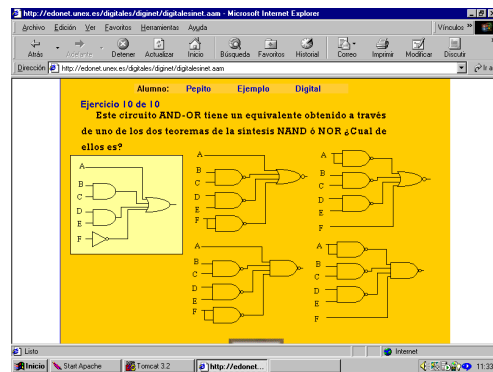 http://edonet.unex.es/digitales/diginet/digitalesinet.aam - Microsoft Internet Explorer
Archivo Edición Ver Favoritos Herramientas Ayuda
Vínculos »
Atrás Adelante Detener Actualizar Inicio Búsqueda Favoritos Historial Correo Imprimir Modificar Discutir
Dirección http://edonet.unex.es/digitales/diginet/digitalesinet.aam
Ir a
Alumno: Pepito Ejemplo Digital
Ejercicio 10 de 10
Este circuito AND-OR tiene un equivalente obtenido a través
de uno de los dos teoremas de la sintesis NAND ó NOR ¿Cual de
ellos es?
A
B
C
D
E
F
A
B
C
D
E
F
A
B
C
D
E
F
A
B
C
D
E
F
A
B
C
D
E
F
Listo
Internet
Inicio Start Apache Tomcat 3.2 http://edonet...
11:33